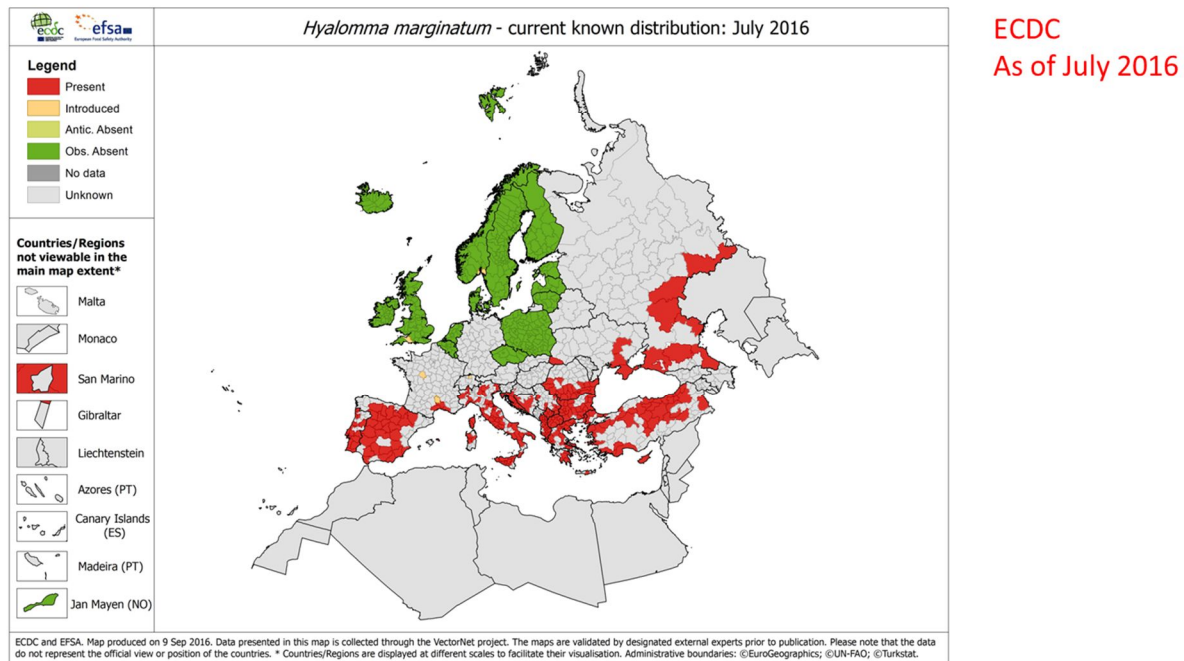 ecdc
efsa
European Food Safety Authority
Hyalomma marginatum - current known distribution: July 2016
ECDC
As of July 2016
Legend
Present
Introduced
Antic. Absent
Obs. Absent
No data
Unknown
Countries/Regions
not viewable in the
main map extent*
Malta
Monaco
San Marino
Gibraltar
Liechtenstein
Azores (PT)
Canary Islands
(ES)
Madeira (PT)
Jan Mayen (NO)
ECDC and EFSA. Map produced on 9 Sep 2016. Data presented in this map is collected through the VectorNet project. The maps are validated by designated external experts prior to publication. Please note that the data
do not represent the official view or position of the countries. * Countries/Regions are displayed at different scales to facilitate their visualisation. Administrative boundaries: ©EuroGeographics; ©UN-FAO; ©Turkstat.